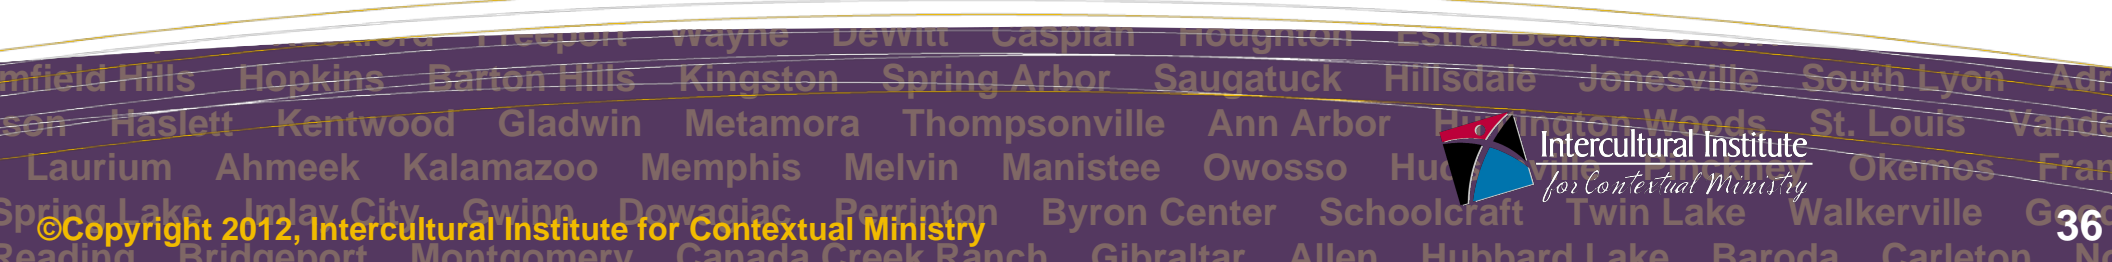 Freeport Wayne DeWitt Caspian Houghton Estral Beach
Hills Hopkins Barton Hills Kingston Spring Arbor Saugatuck Hillsdale Jonesville South Lyon
Haslett Kentwood Gladwin Metamora Thompsonville Ann Arbor Huntington Woods St. Louis
Intercultural Institute
Laurium Ahmeek Kalamazoo Memphis Melvin Manistee Owosso Okemos
for Contextual Ministry
Spring Lake Imlay City Gwinn Dowagiac Perrinton Byron Center Schoolcraft Twin Lake Walkerville
©Copyright 2012, Intercultural Institute for Contextual Ministry
36
Reading Bridgeport Montgomery Canada Creek Ranch Gibraltar Allen Hubbard Lake Baroda Carleton